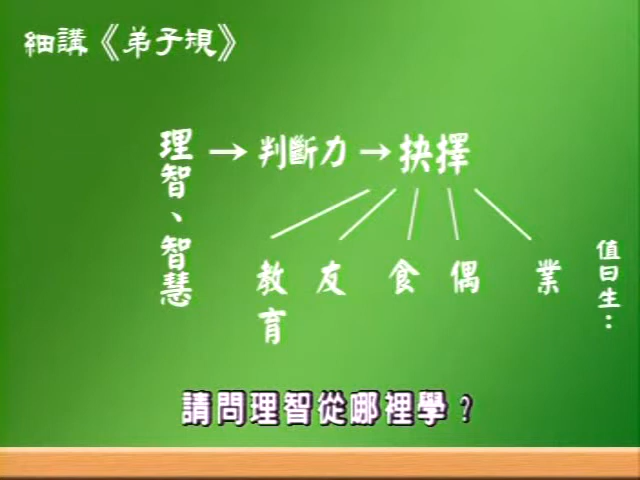 細講《弟子規》
理智、智慧
→判斷力→抉擇
教育
友
食
偶
業
值日生：
請問理智從哪裡學？